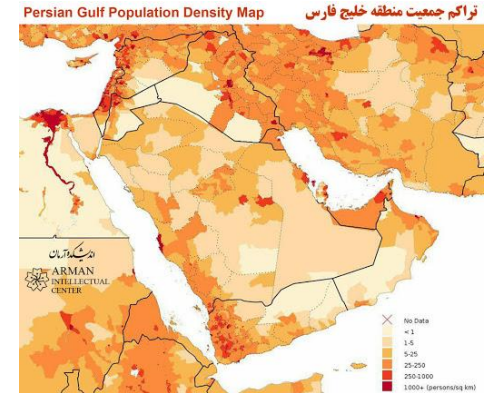 Persian Gulf Population Density Map
تراکم جمعیت منطقه خلیج فارس
اندیشکده آرمان
ARMAN
INTELLECTUAL
CENTER
No Data
< 1
1-5
5-25
25-250
250-1000
1000+ (persons/sq km)